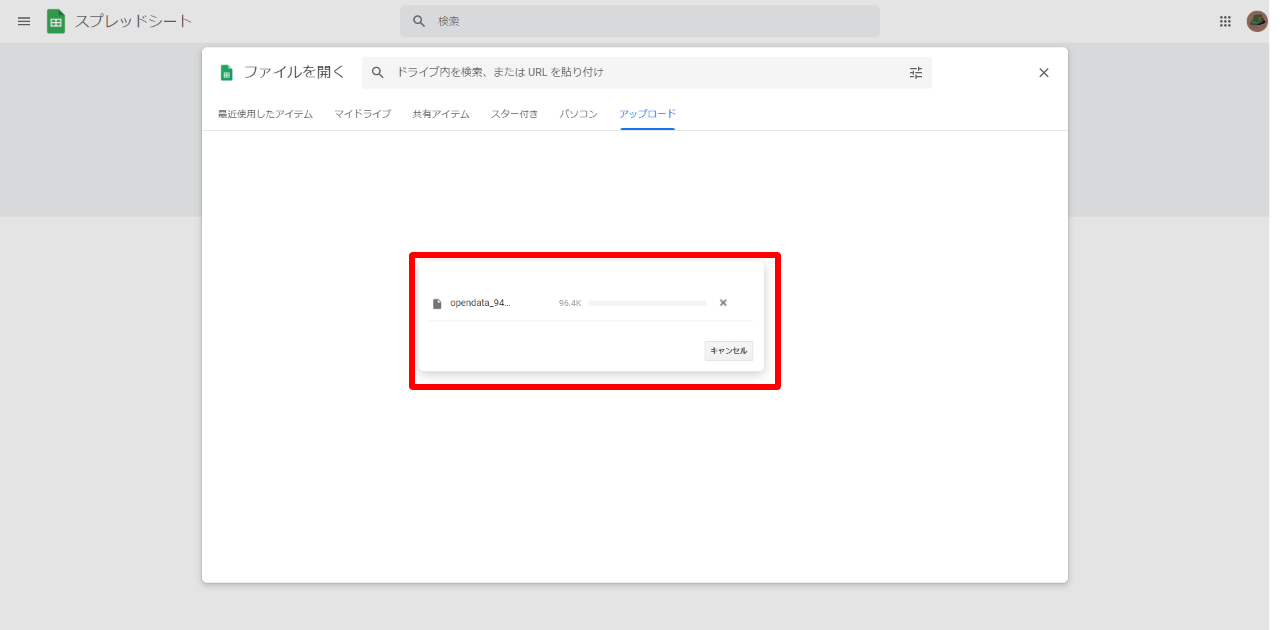 スプレッドシート
検索
ファイルを開く
ドライブ内を検索、または URL を貼り付け
最近使用したアイテム マイドライブ 共有アイテム スター付き パソコン アップロード
opendata_94... 96.4K
キャンセル